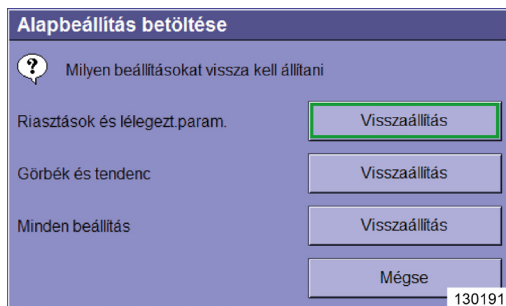 Alapbeállítás betöltése
? Milyen beállításokat vissza kell állítani
Riasztások és lélegezt.param. Visszaállítás
Görbék és tendenc Visszaállítás
Minden beállítás Visszaállítás
Mégse
130191